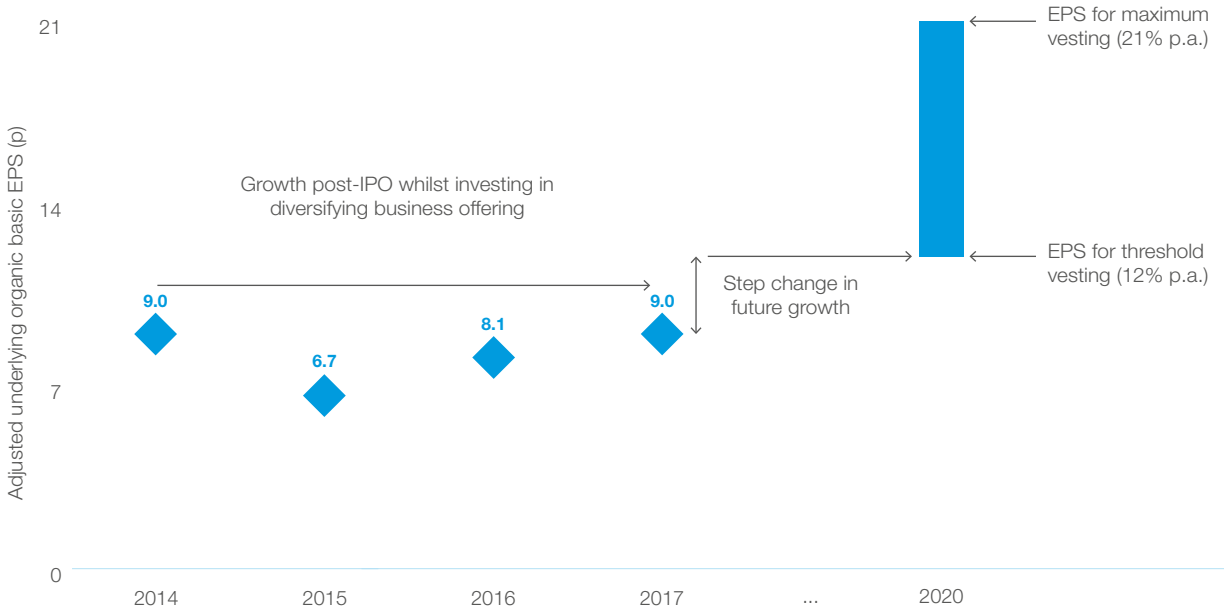 21
14
7
0
Adjusted underlying organic basic EPS (p)
Growth post-IPO whilst investing in
diversifying business offering
9.0
6.7
8.1
9.0
Step change in
future growth
EPS for maximum
vesting (21% p.a.)
EPS for threshold
vesting (12% p.a.)
2014 2015 2016 2017 ... 2020